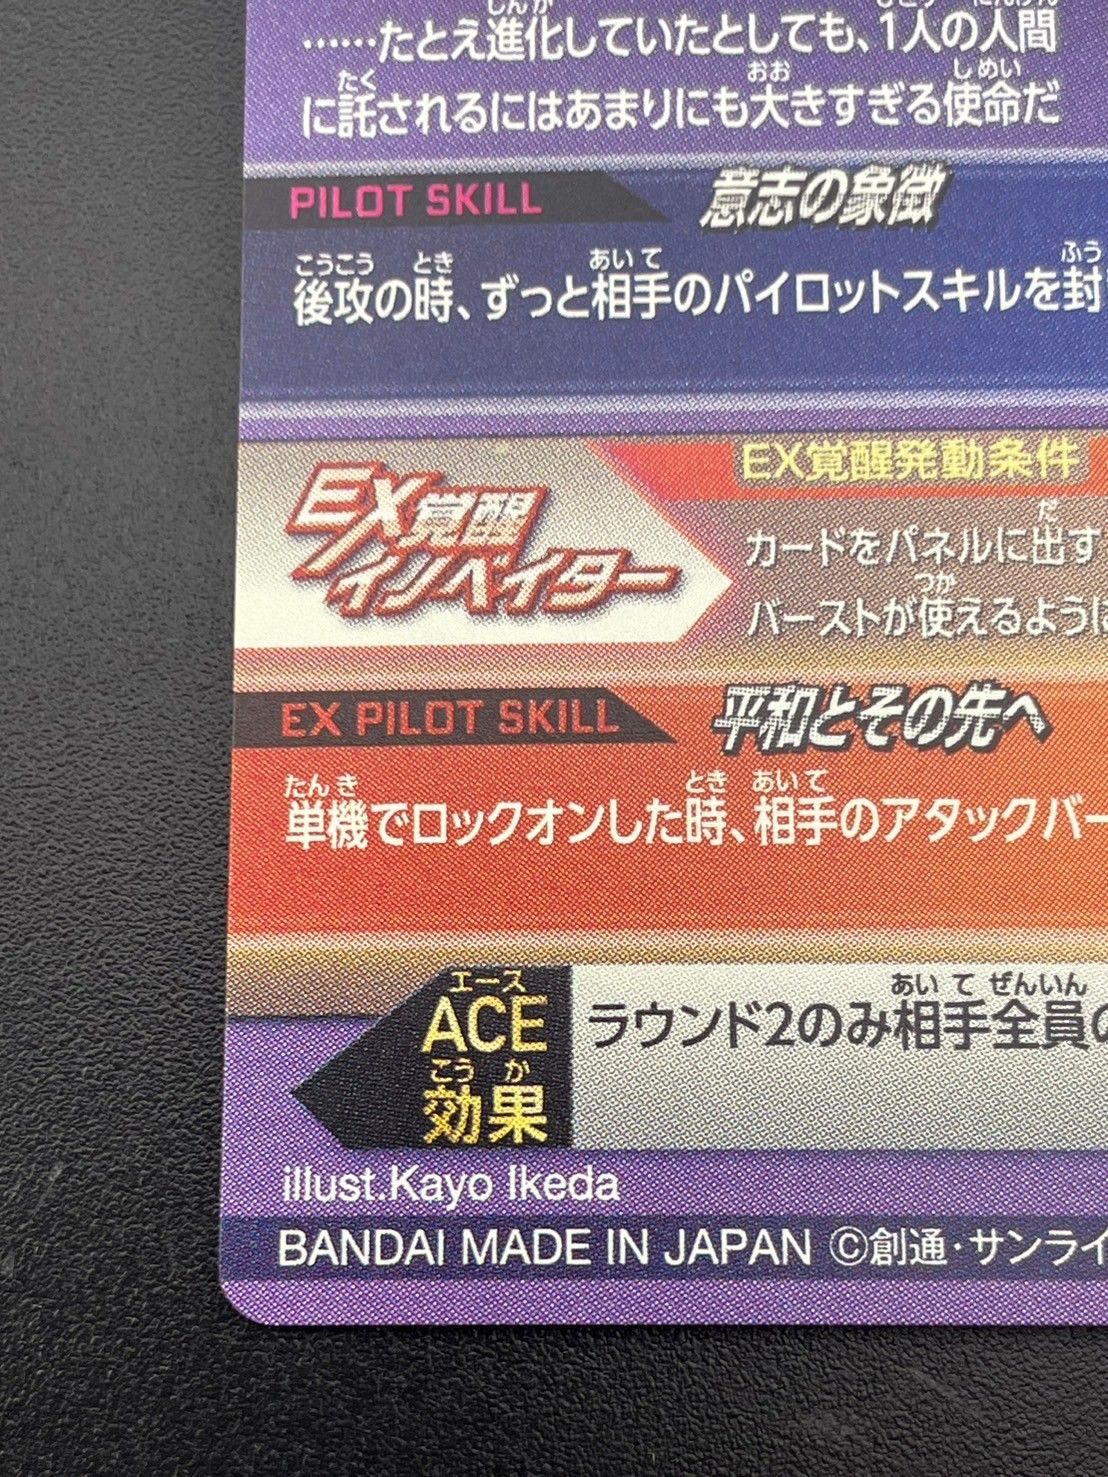 ……たとえ進化していたとしても、1人の人間
に託されるにはあまりにも大きすぎる使命だ
PILOT SKILL 意志の象徴
後攻の時、ずっと相手のパイロットスキルを封
EX覚醒 イノベイター
EX覚醒発動条件
カードをパネルに出す
バーストが使えるように
EX PILOT SKILL 平和とその先へ
単機でロックオンした時、相手のアタックバー
ACE 効果 ラウンド2のみ相手全員の
illust.Kayo Ikeda
BANDAI MADE IN JAPAN ©創通・サンライ